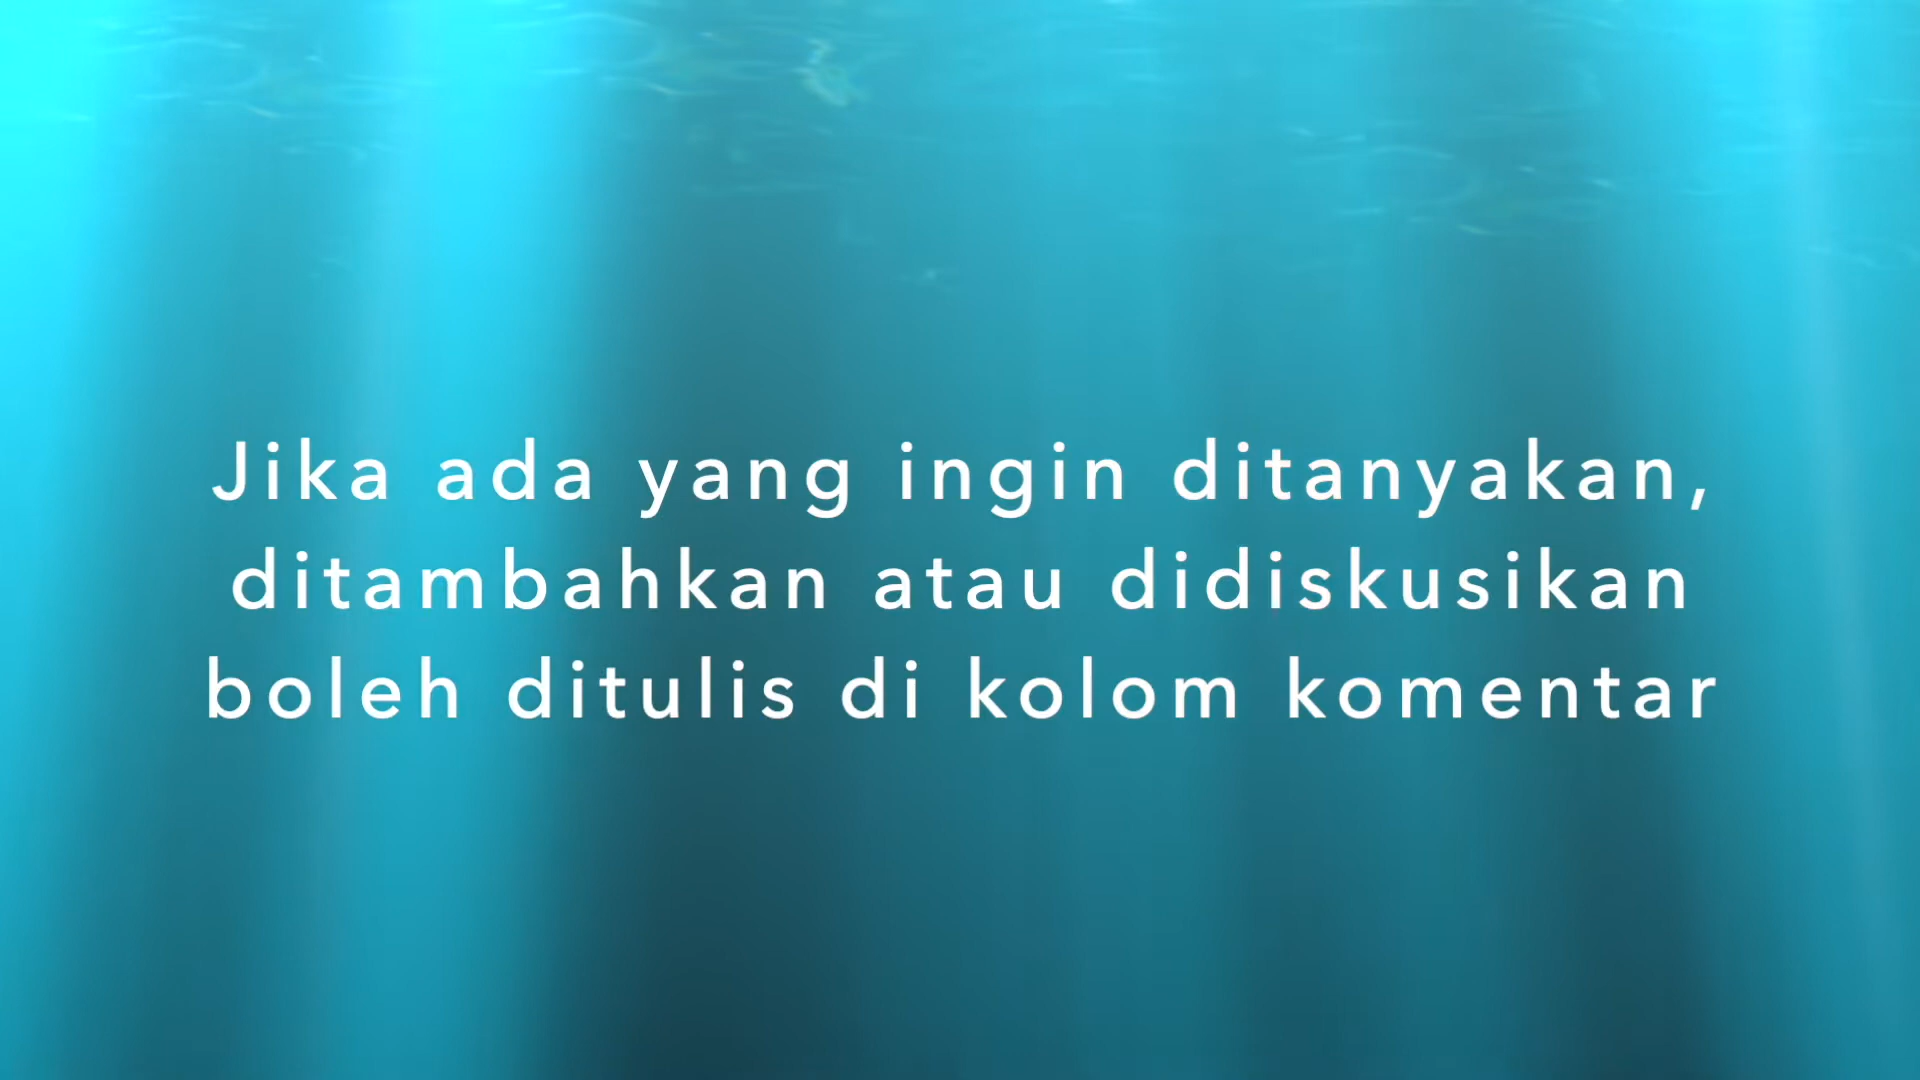 Jika ada yang ingin ditanyakan,
ditambahkan atau didiskusikan
boleh ditulis di kolom komentar